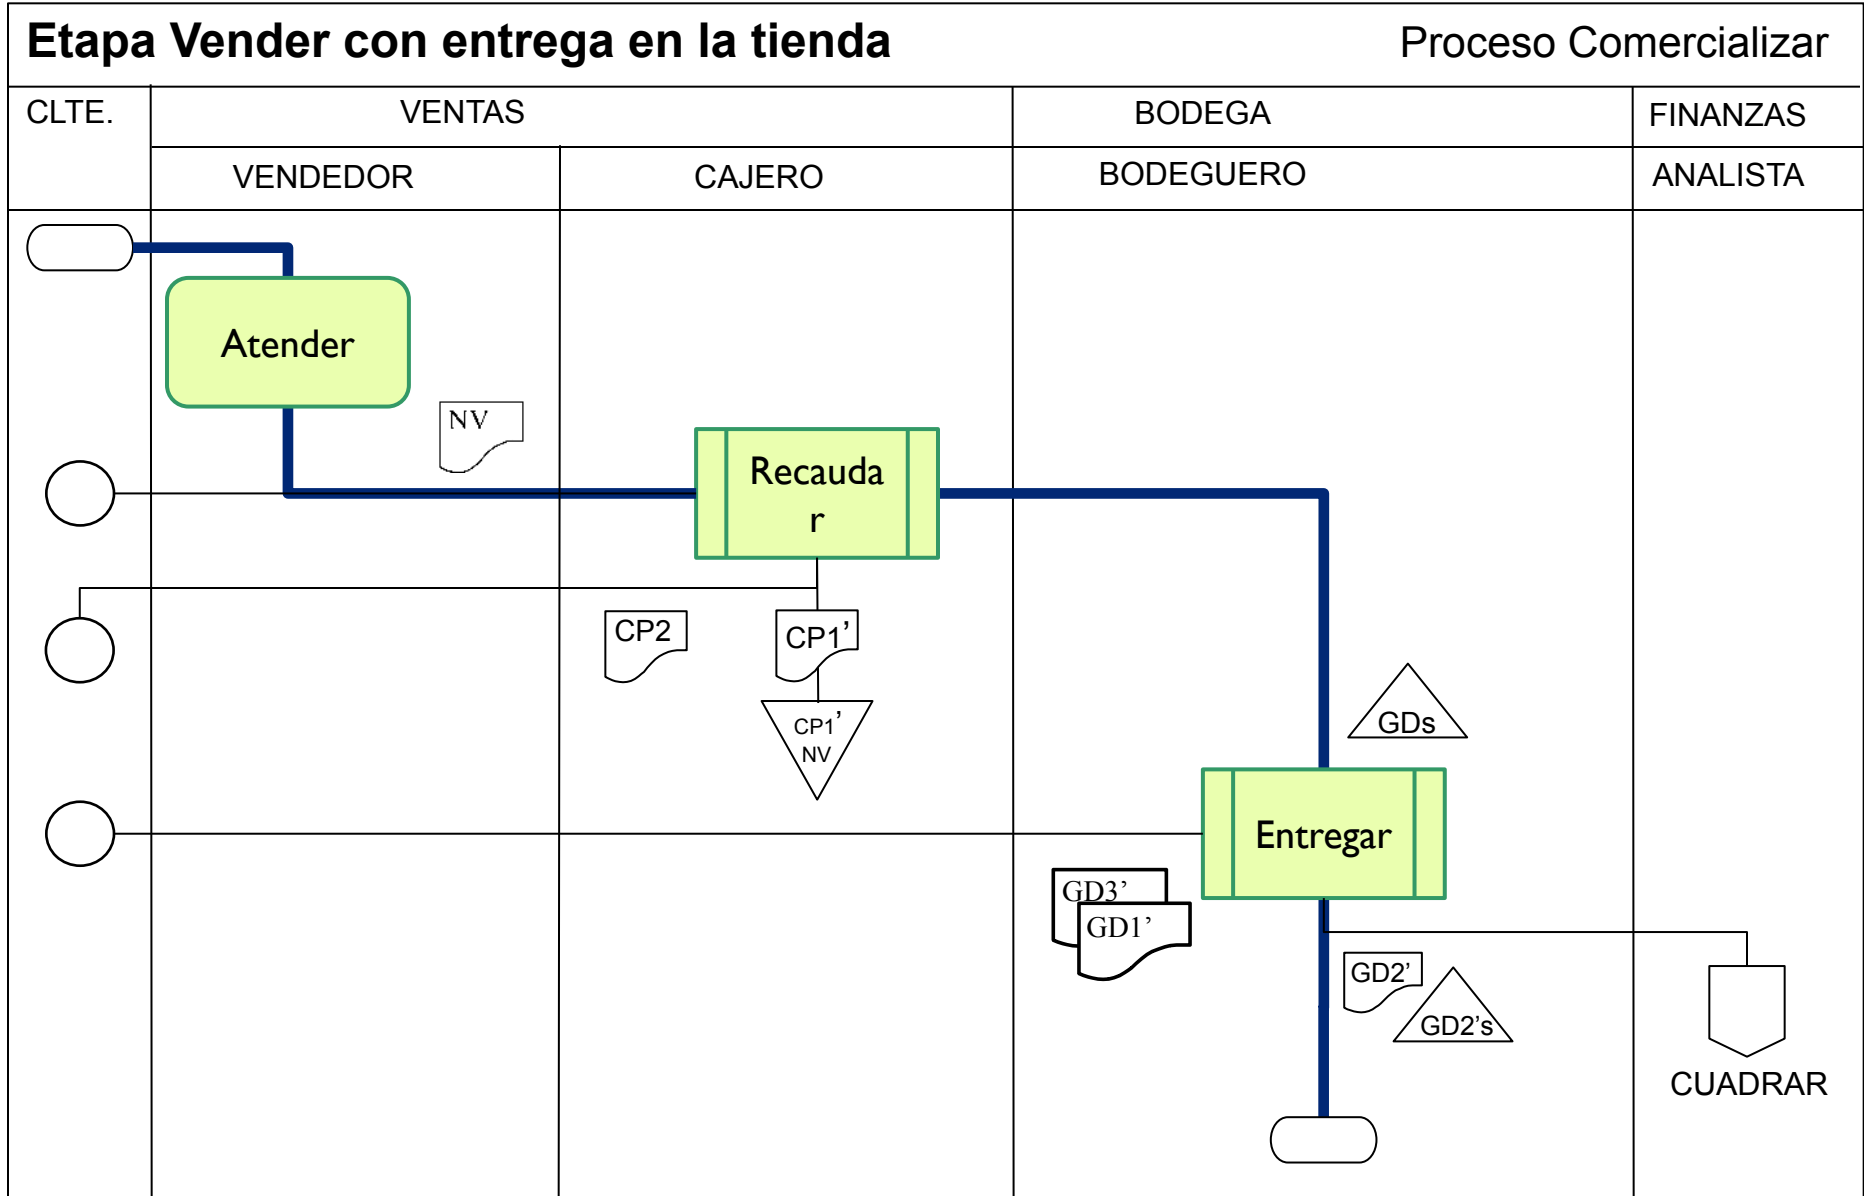 Etapa Vender con entrega en la tienda
Proceso Comercializar
CLTE.
VENTAS
BODEGA
FINANZAS
VENDEDOR
CAJERO
BODEGUERO
ANALISTA
Atender
NV
Recauda
r
CP2
CP1’
CP1’
NV
GDs
Entregar
GD3’
GD1’
GD2’
GD2’s
CUADRAR